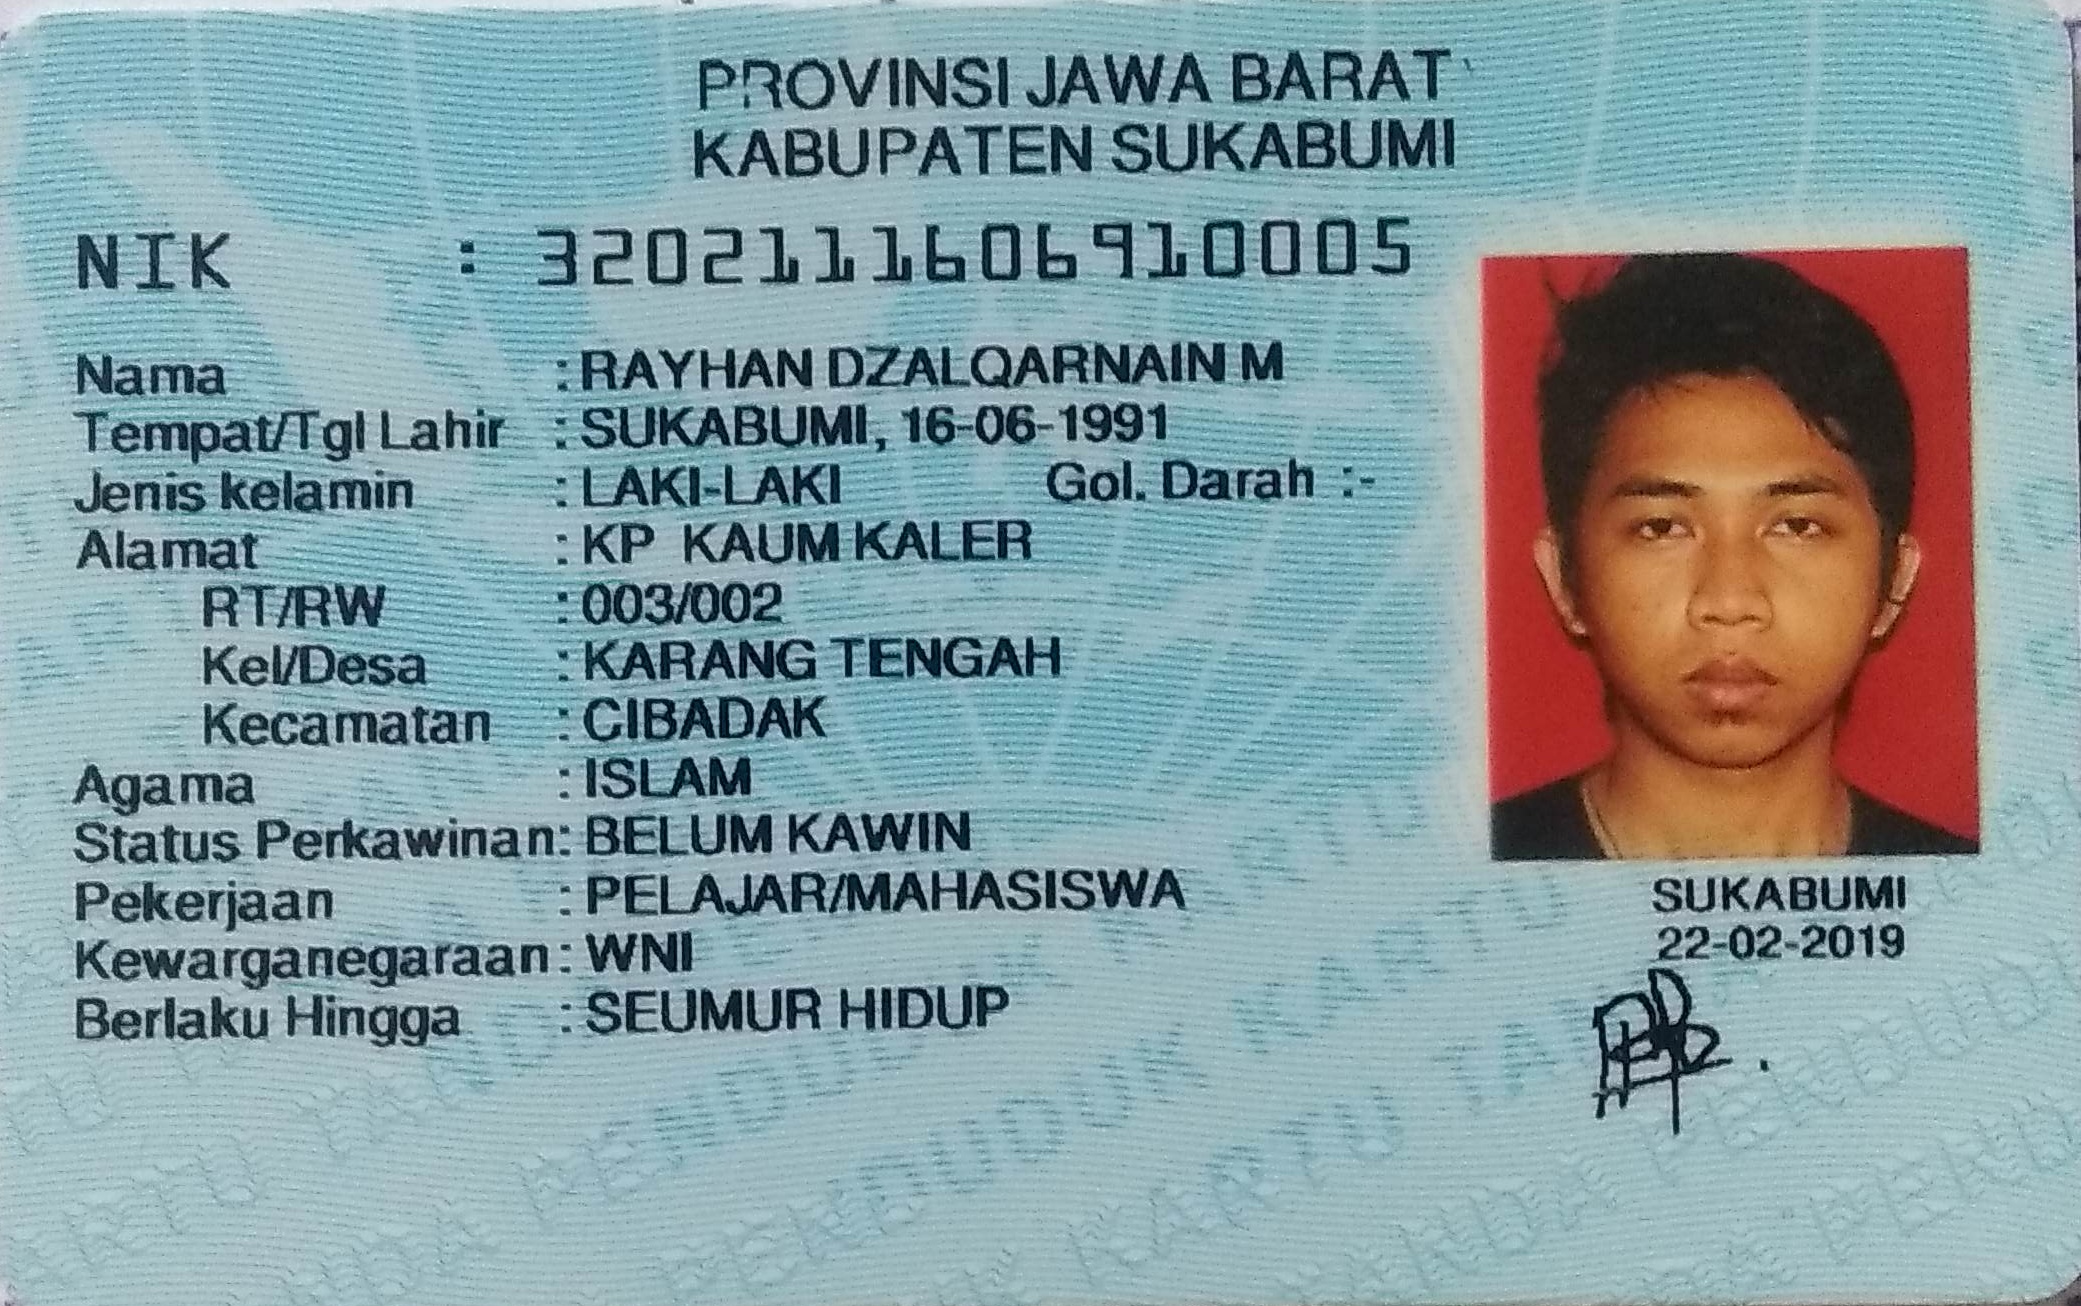 PROVINSI JAWA BARAT
KABUPATEN SUKABUMI
NIK : 3202111606910005
Nama : RAYHAN DZALQARNAIN M
Tempat/Tgl Lahir : SUKABUMI, 16-06-1991
Jenis kelamin : LAKI-LAKI Gol. Darah :-
Alamat : KP KAUM KALER
RT/RW : 003/002
Kel/Desa : KARANG TENGAH
Kecamatan : CIBADAK
Agama : ISLAM
Status Perkawinan: BELUM KAWIN
Pekerjaan : PELAJAR/MAHASISWA
Kewarganegaraan: WNI
Berlaku Hingga : SEUMUR HIDUP
SUKABUMI
22-02-2019